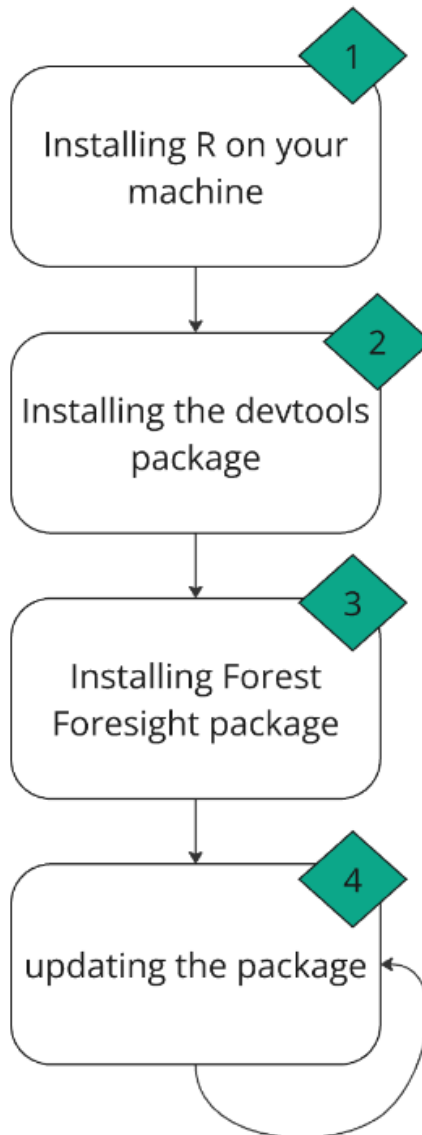 1
Installing R on your
machine
2
Installing the devtools
package
3
Installing Forest
Foresight package
4
updating the package